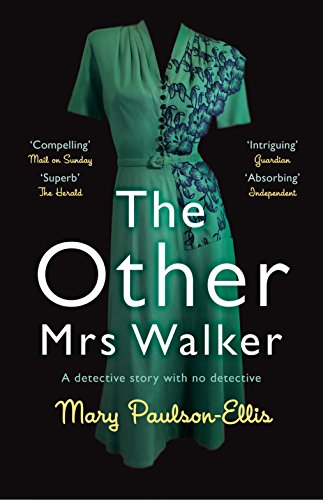 'Compelling'
Mail on Sunday
'Superb'
The Herald
'Intriguing'
Guardian
'Absorbing'
Independent
The
Other
Mrs Walker
A detective story with no detective
Mary Paulson-Ellis